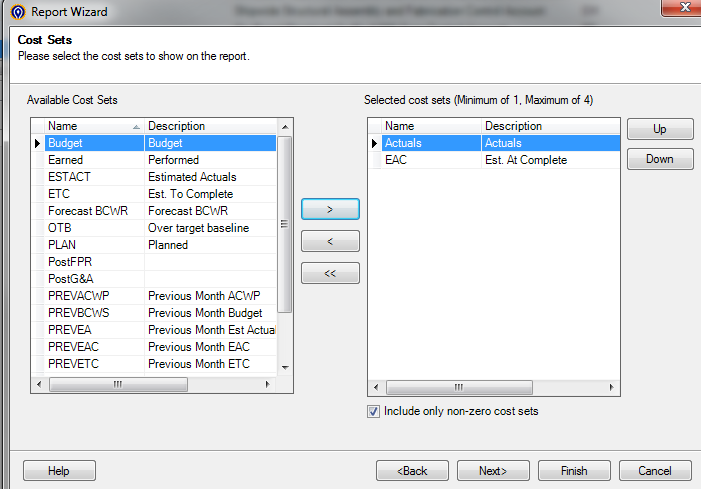 Report Wizard
Cost Sets
Please select the cost sets to show on the report.
Available Cost Sets
Name Description
Budget Budget
Earned Performed
ESTACT Estimated Actuals
ETC Est. To Complete
Forecast BCWR Forecast BCWR
OTB Over target baseline
PLAN Planned
PostFPR
PostG&A
PREVACWP Previous Month ACWP
PREVBCWS Previous Month Budget
PREVEA Previous Month Est Actua
PREVEAC Previous Month EAC
PREVETC Previous Month ETC
>
<
<<
Selected cost sets (Minimum of 1, Maximum of 4)
Name Description
Actuals Actuals
EAC Est. At Complete
Up
Down
Include only non-zero cost sets
Help
<Back
Next>
Finish
Cancel